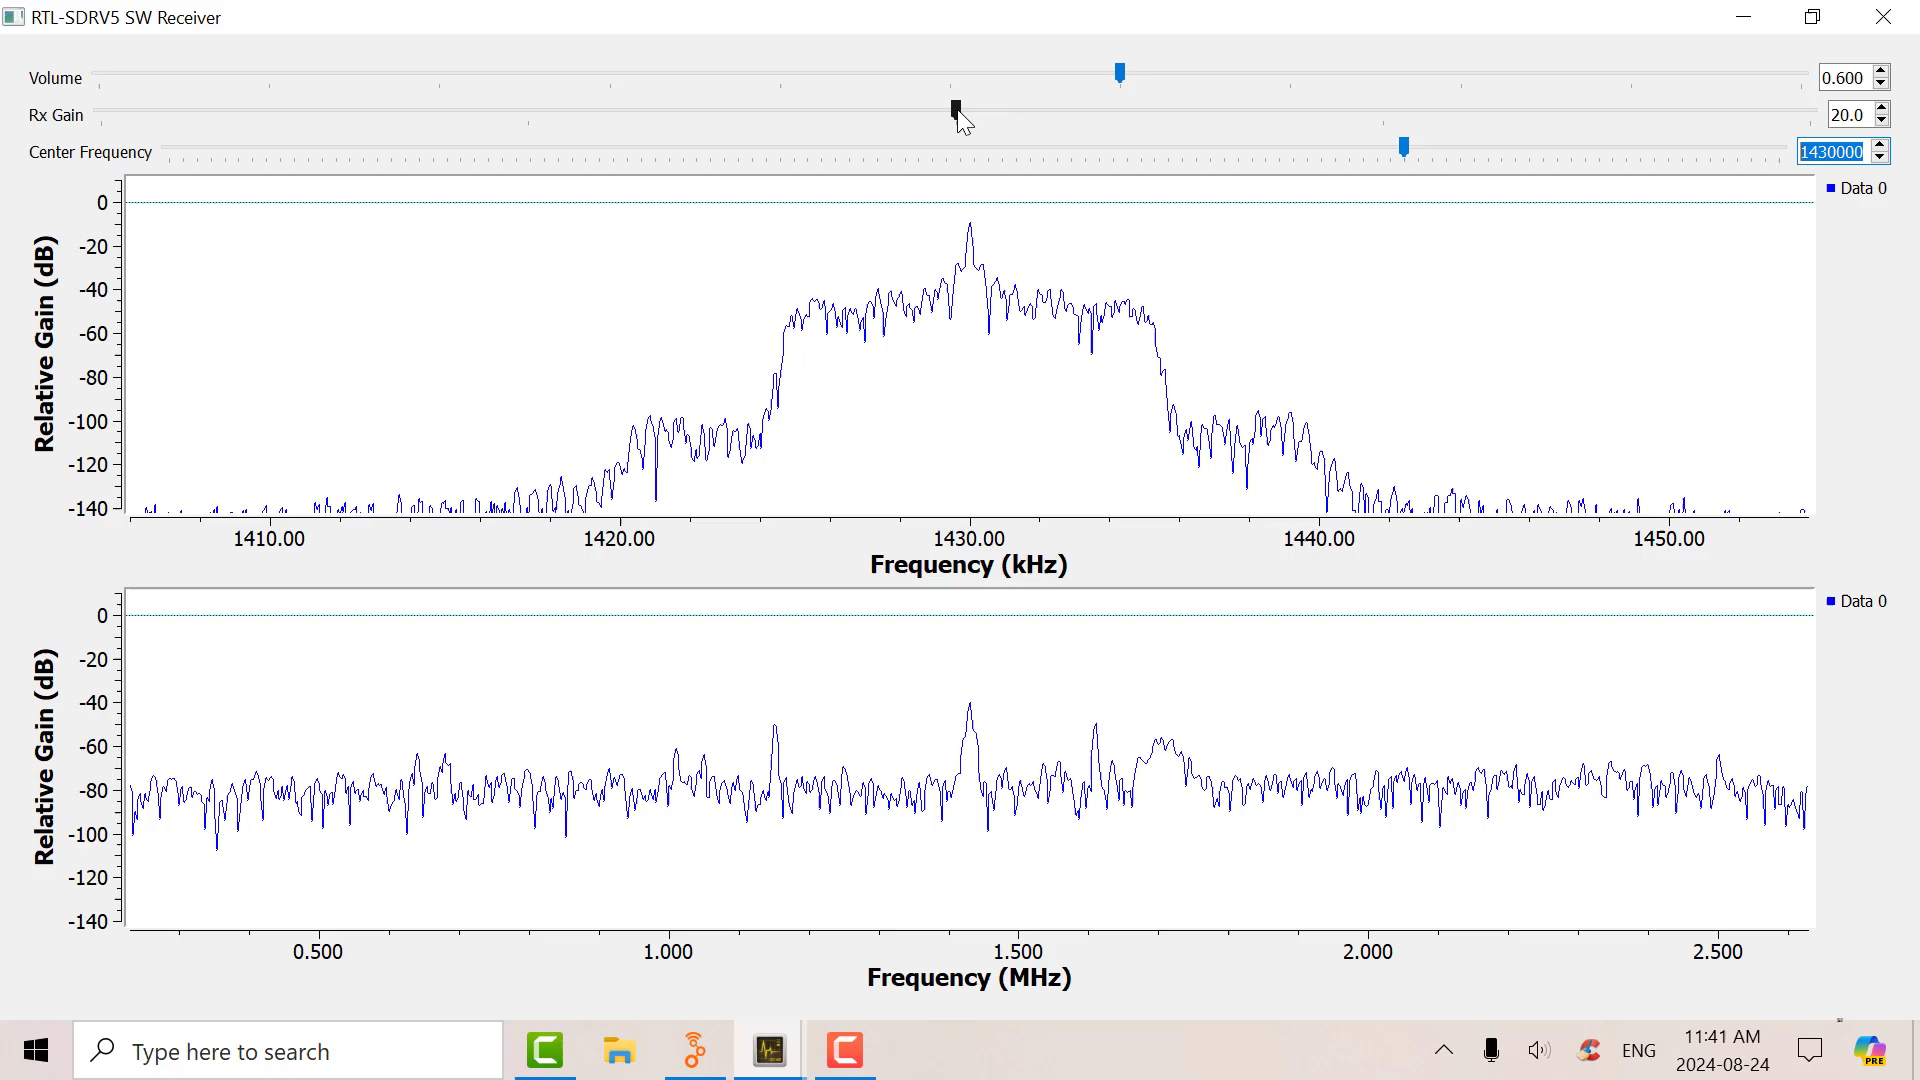 RTL-SDRV5 SW Receiver
Volume 0.600
Rx Gain 20.0
Center Frequency 1430000
Data 0
Relative Gain (dB)
0
-20
-40
-60
-80
-100
-120
-140
1410.00 1420.00 1430.00 1440.00 1450.00
Frequency (kHz)
Data 0
Relative Gain (dB)
0
-20
-40
-60
-80
-100
-120
-140
0.500 1.000 1.500 2.000 2.500
Frequency (MHz)
Type here to search
ENG
11:41 AM
2024-08-24
PRE